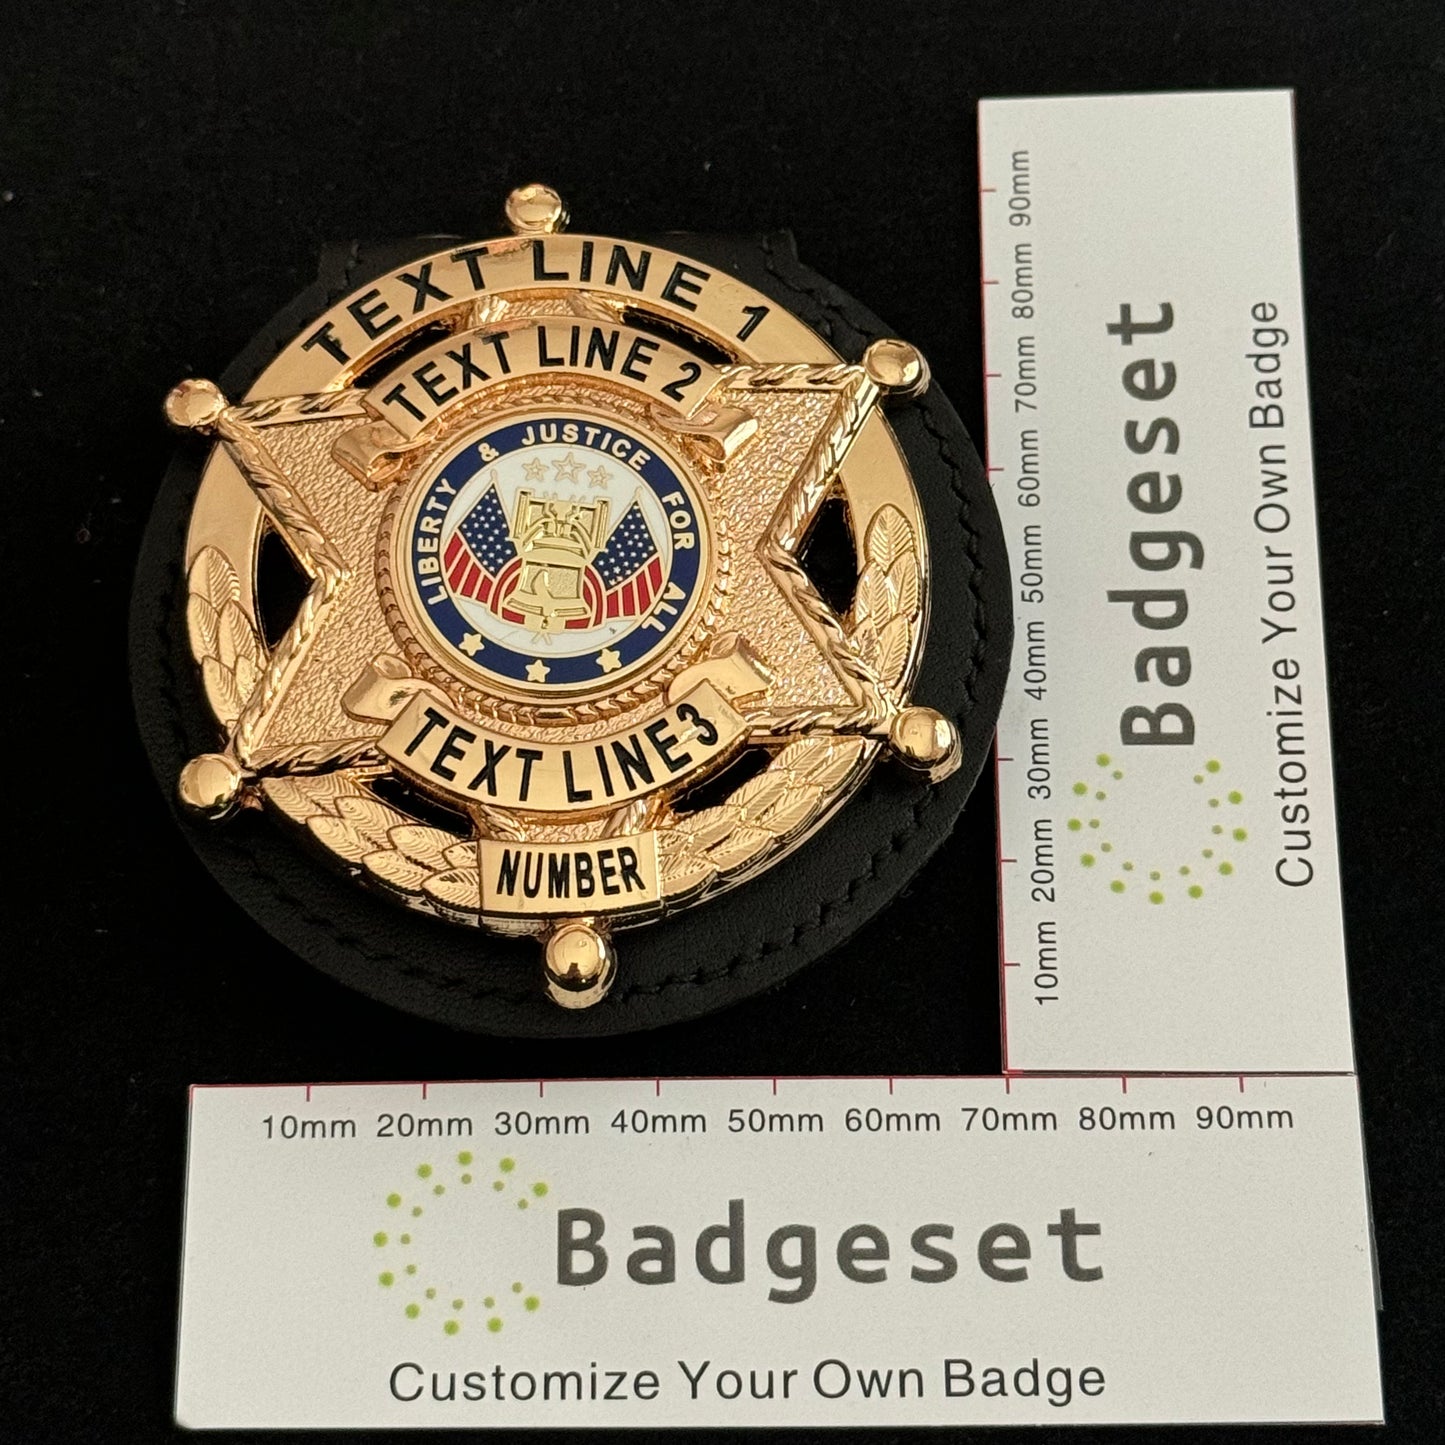 TEXT LINE 1
TEXT LINE 2
LIBERTY & JUSTICE FOR ALL
TEXT LINE 3
NUMBER
90mm
80mm
70mm
60mm
50mm
40mm
30mm
20mm
10mm
Badgeset
Customize Your Own Badge
10mm 20mm 30mm 40mm 50mm 60mm 70mm 80mm 90mm
Badgeset
Customize Your Own Badge